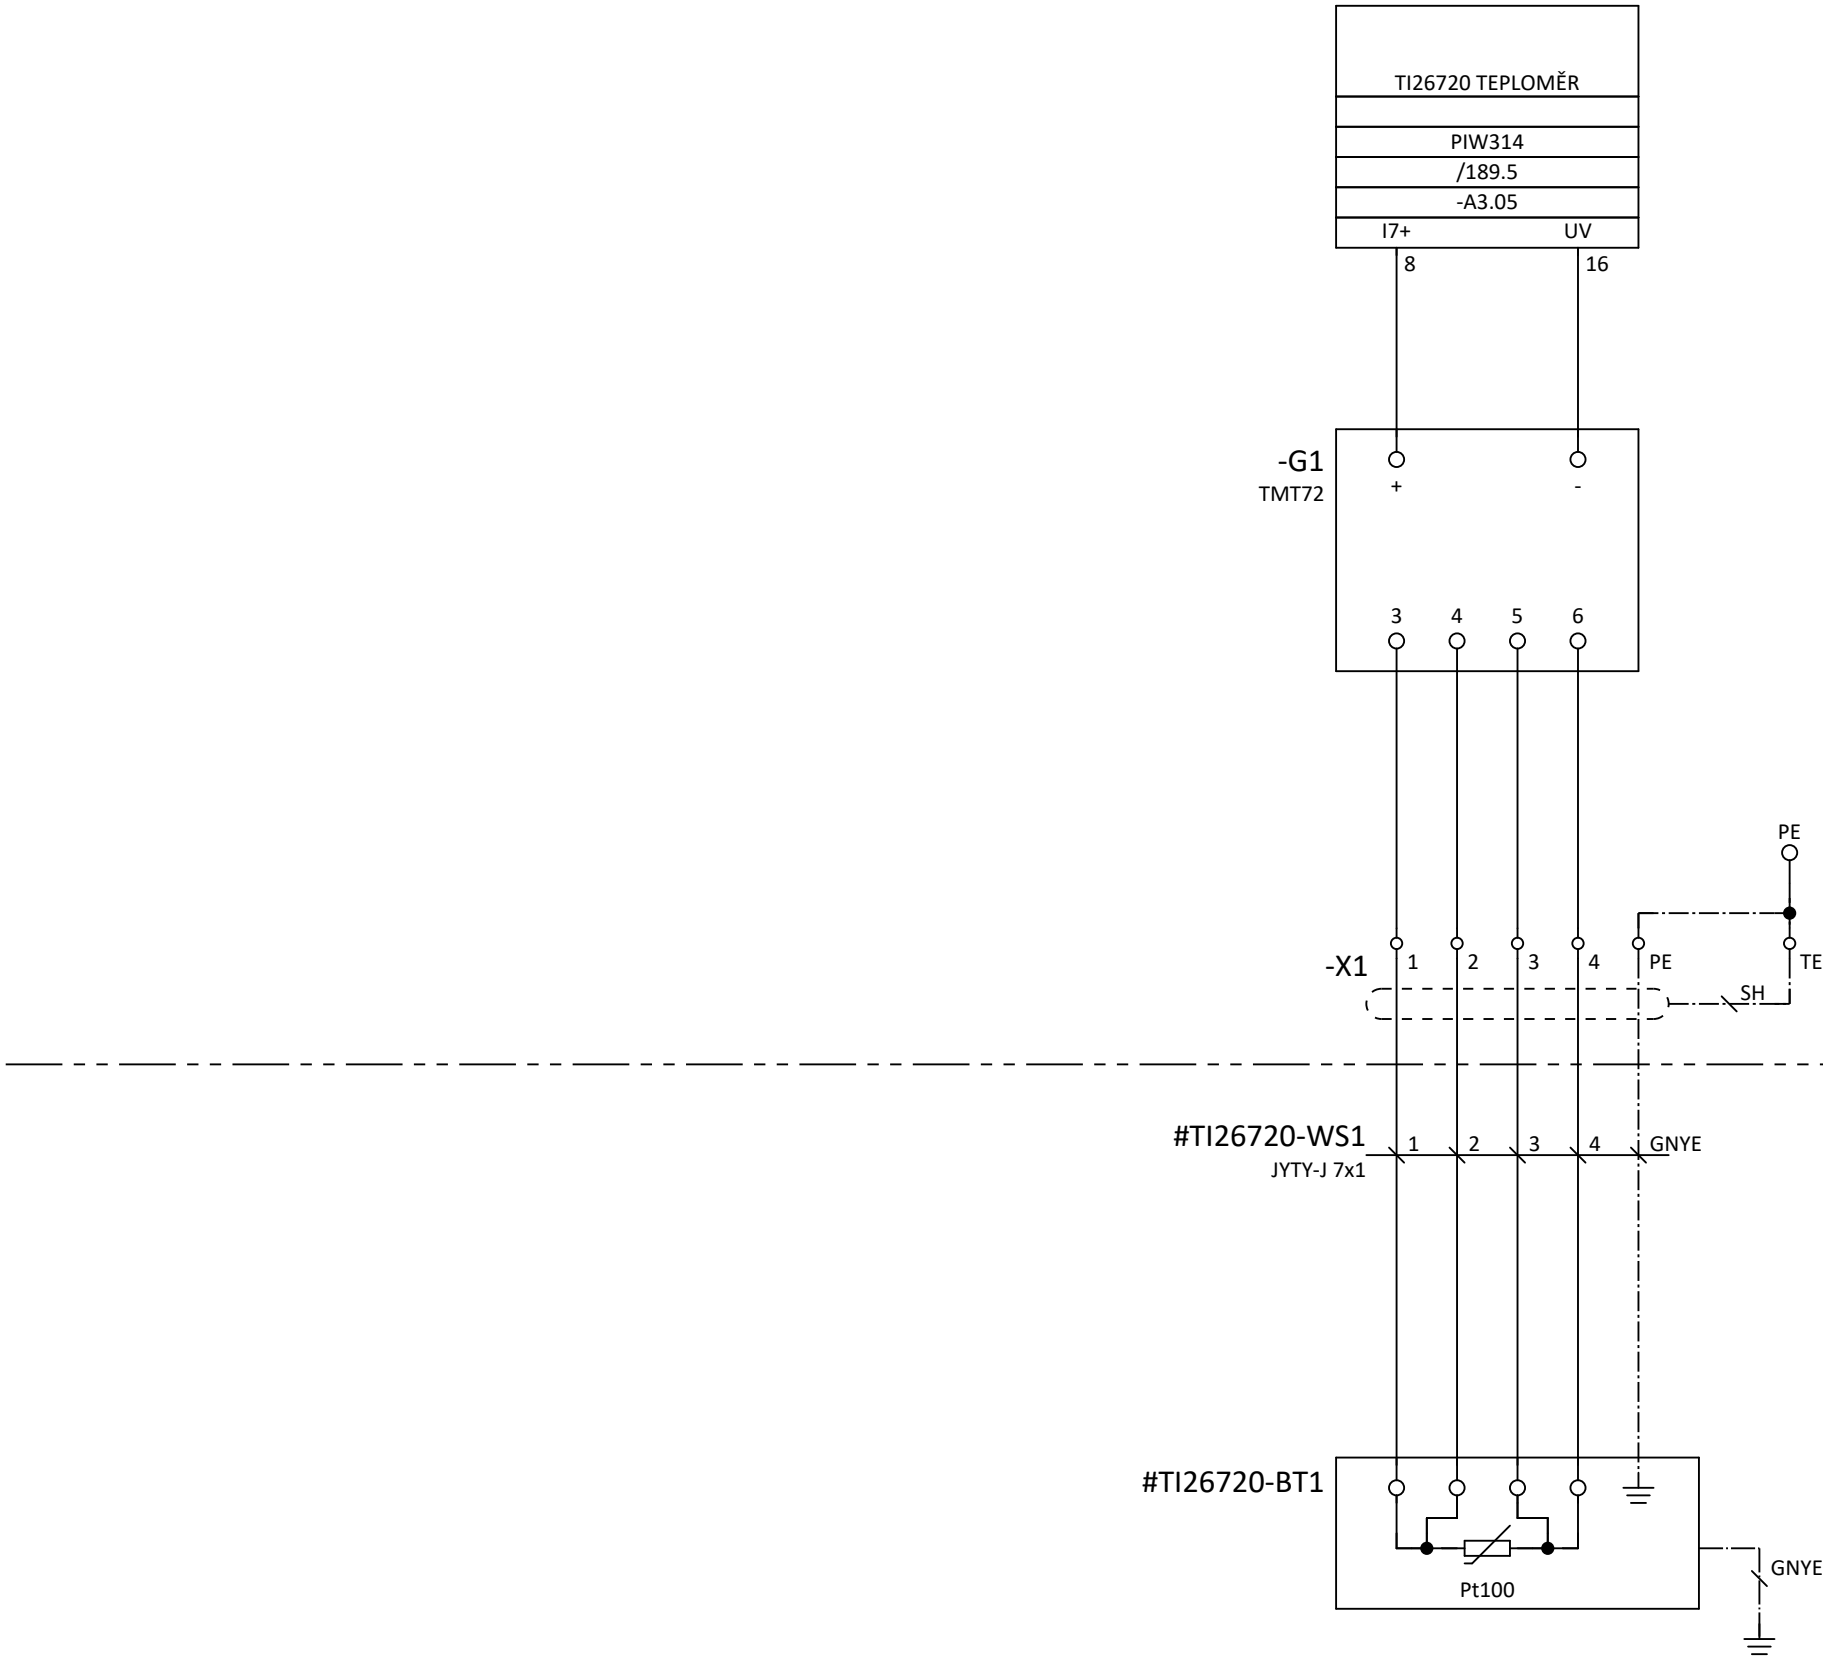 TI26720 TEPLOMĚR
PIW314
/189.5
-A3.05
I7+ UV
8 16
-G1
TMT72
+ -
3 4 5 6
PE
-X1 1 2 3 4 PE TE
SH
#TI26720-WS1 1 2 3 4 GNYE
JYTY-J 7x1
#TI26720-BT1
GNYE
Pt100